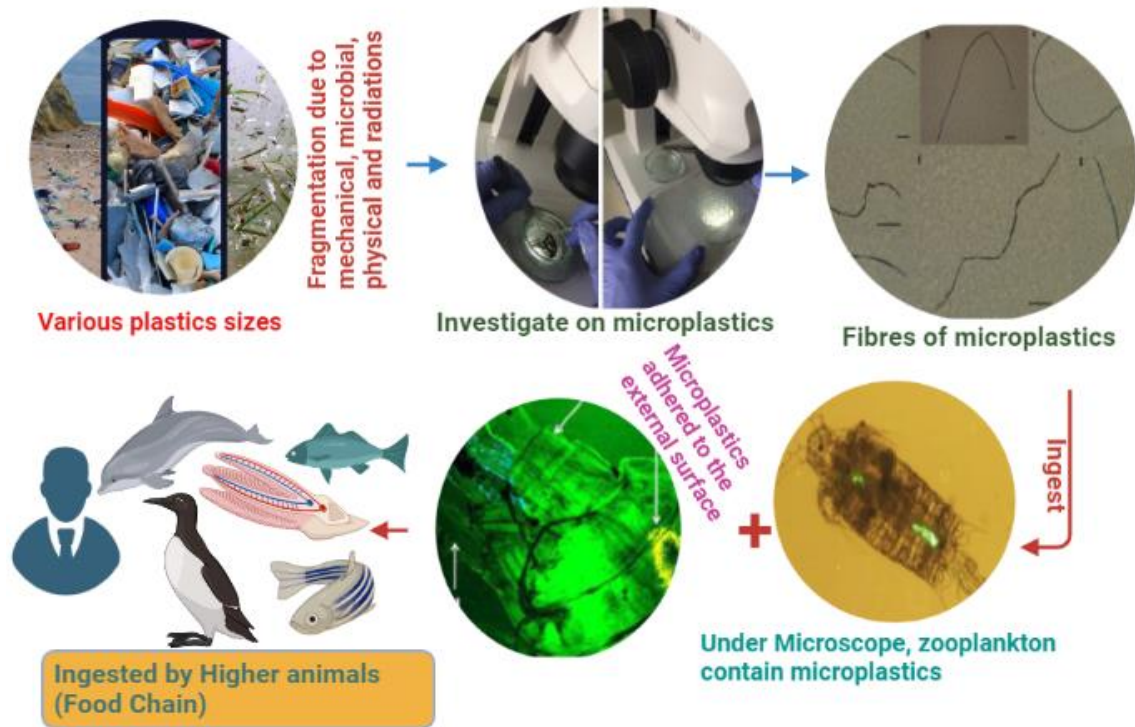 Fragmentation due to
mechanical, microbial,
physical and radiations
Various plastics sizes
Investigate on microplastics
Fibres of microplastics
Ingest
Microplastics
adhered to the
external surface
+
Under Microscope, zooplankton
contain microplastics
Ingested by Higher animals
(Food Chain)